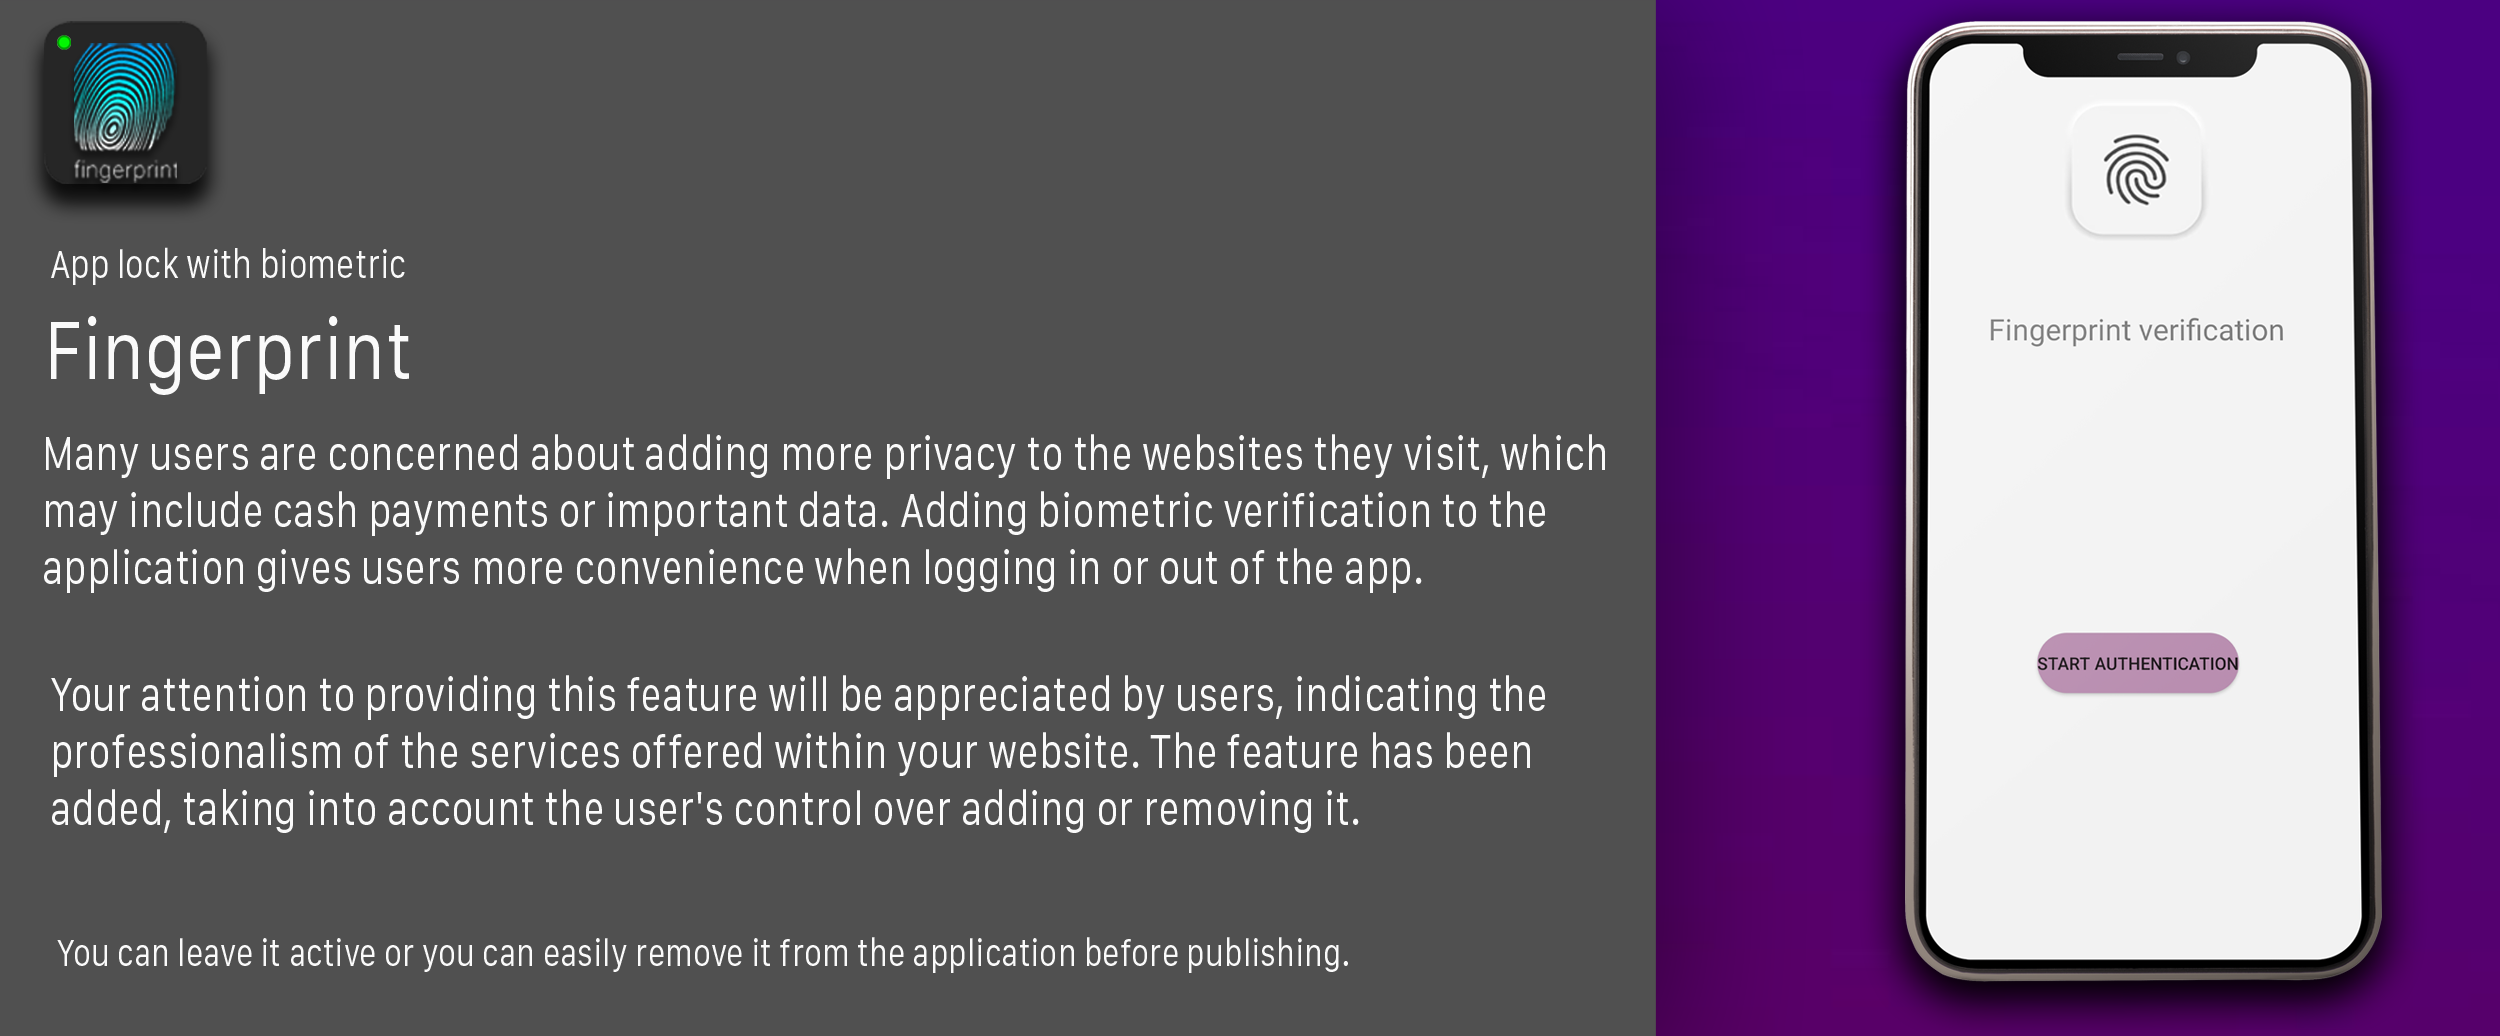 fingerprint
App lock with biometric
Fingerprint
Many users are concerned about adding more privacy to the websites they visit, which
may include cash payments or important data. Adding biometric verification to the
application gives users more convenience when logging in or out of the app.
Your attention to providing this feature will be appreciated by users, indicating the
professionalism of the services offered within your website. The feature has been
added, taking into account the user's control over adding or removing it.
You can leave it active or you can easily remove it from the application before publishing.
Fingerprint verification
START AUTHENTICATION